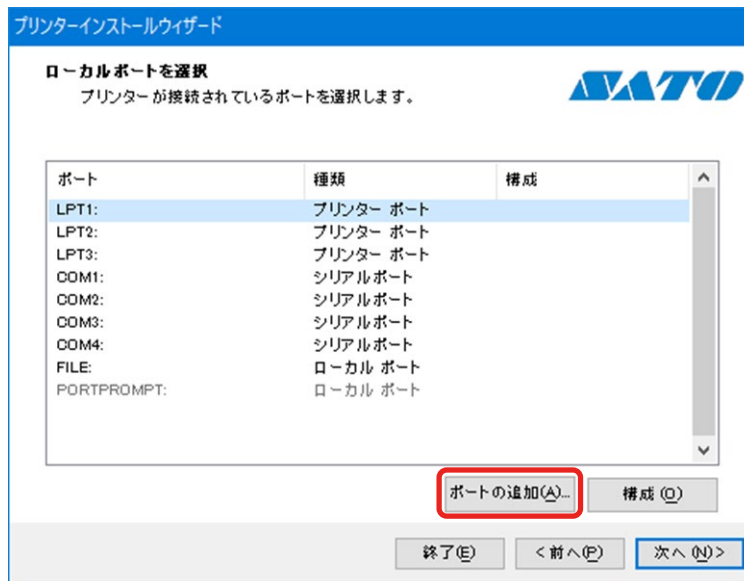 プリンターインストールウィザード
ローカルポートを選択
プリンターが接続されているポートを選択します。
SATO
ポート 種類 構成
LPT1: プリンター ポート
LPT2: プリンター ポート
LPT3: プリンター ポート
COM1: シリアルポート
COM2: シリアルポート
COM3: シリアルポート
COM4: シリアルポート
FILE: ローカル ポート
PORTPROMPT: ローカル ポート
ポートの追加(A)... 構成 (O)
終了(E) <前へ(P) 次へ (N)>